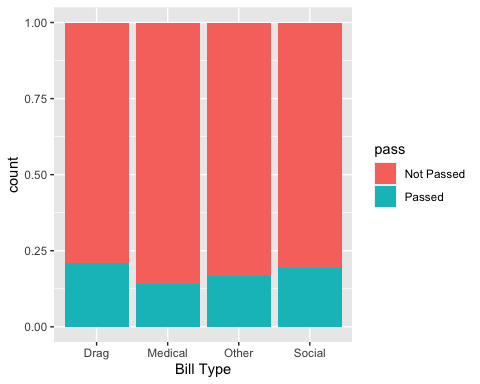 1.00
0.75
0.50
0.25
0.00
count
Drag Medical Other Social
Bill Type
pass
Not Passed
Passed